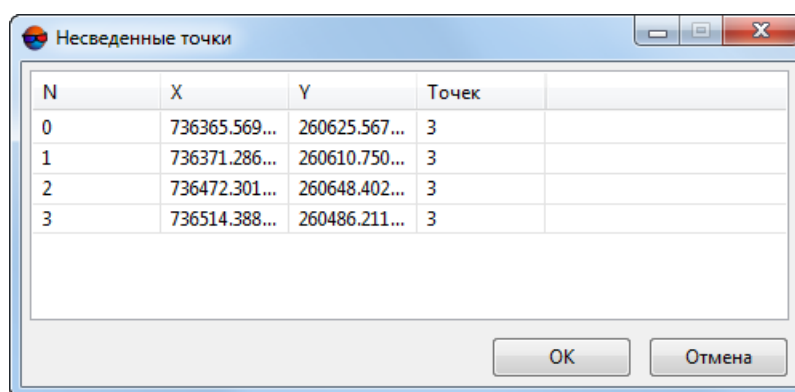 Несведенные точки
N X Y Точек
0 736365.569... 260625.567... 3
1 736371.286... 260610.750... 3
2 736472.301... 260648.402... 3
3 736514.388... 260486.211... 3
OK Отмена